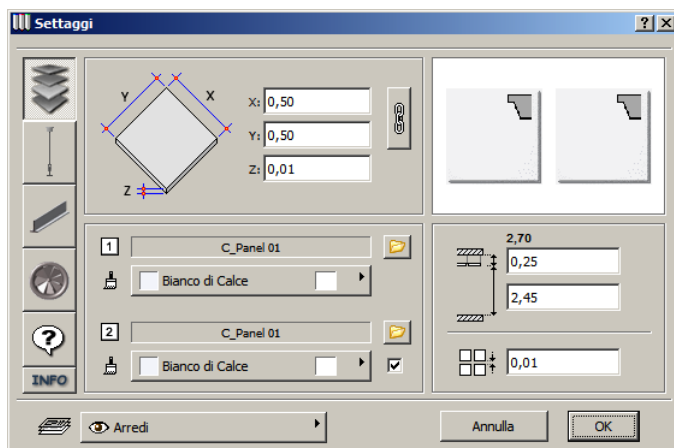 Settaggi
Y
X
Z
X: 0,50
Y: 0,50
Z: 0,01
1 C_Panel 01
Bianco di Calce
2 C_Panel 01
Bianco di Calce
2,70
0,25
2,45
0,01
?
INFO
Arredi
Annulla
OK